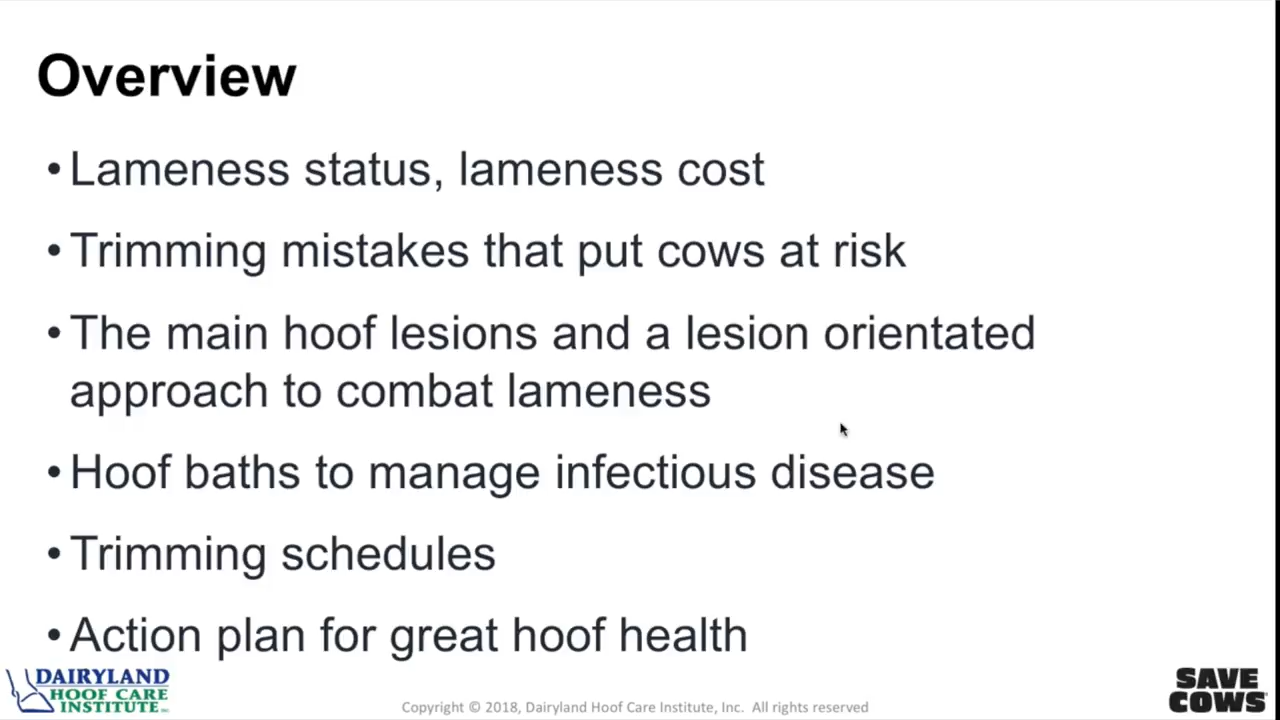 Overview
• Lameness status, lameness cost
• Trimming mistakes that put cows at risk
• The main hoof lesions and a lesion orientated
approach to combat lameness
• Hoof baths to manage infectious disease
• Trimming schedules
• Action plan for great hoof health
DAIRYLAND
HOOF CARE
INSTITUTE INC.
Copyright © 2018, Dairyland Hoof Care Institute, Inc. All rights reserved
SAVE
COWS